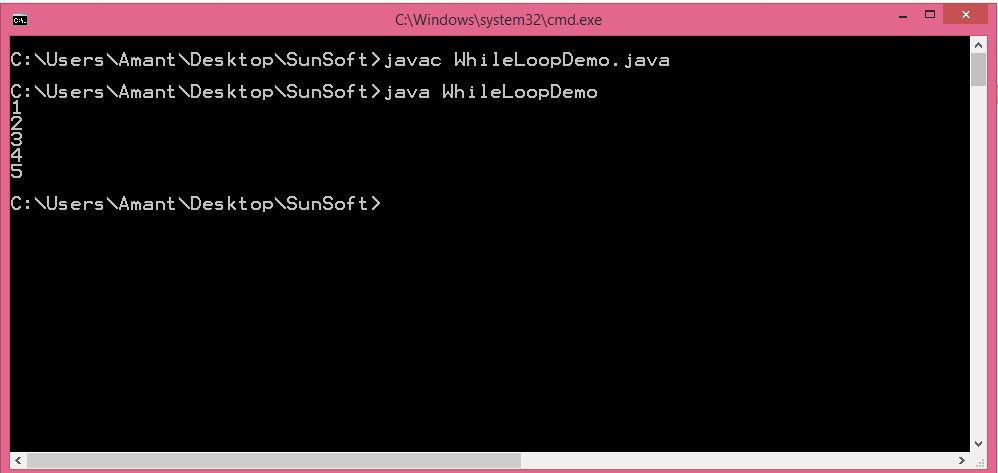 C:\Windows\system32\cmd.exe
C:\Users\Amant\Desktop\SunSoft>javac WhileLoopDemo.java
C:\Users\Amant\Desktop\SunSoft>java WhileLoopDemo
1
2
3
4
5
C:\Users\Amant\Desktop\SunSoft>